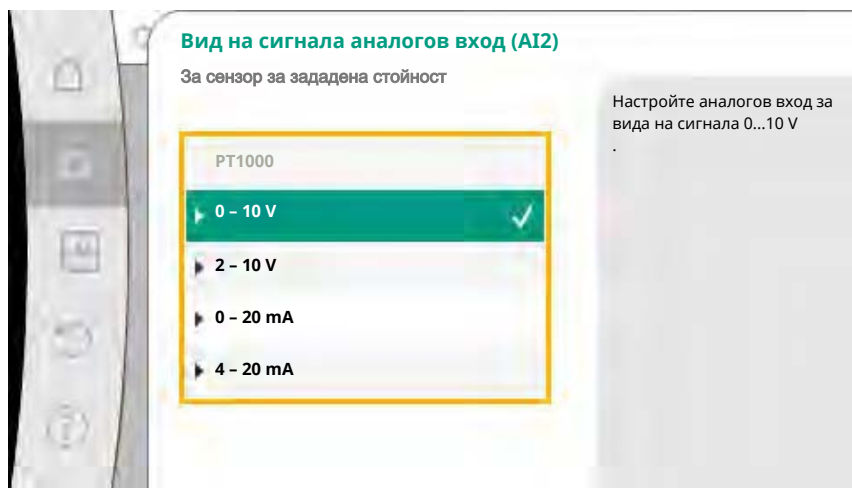 Вид на сигнала аналогов вход (AI2)
За сензор за зададена стойност
PT1000
0 – 10 V
2 – 10 V
0 – 20 mA
4 – 20 mA
Настройте аналогов вход за
вида на сигнала 0...10 V
.